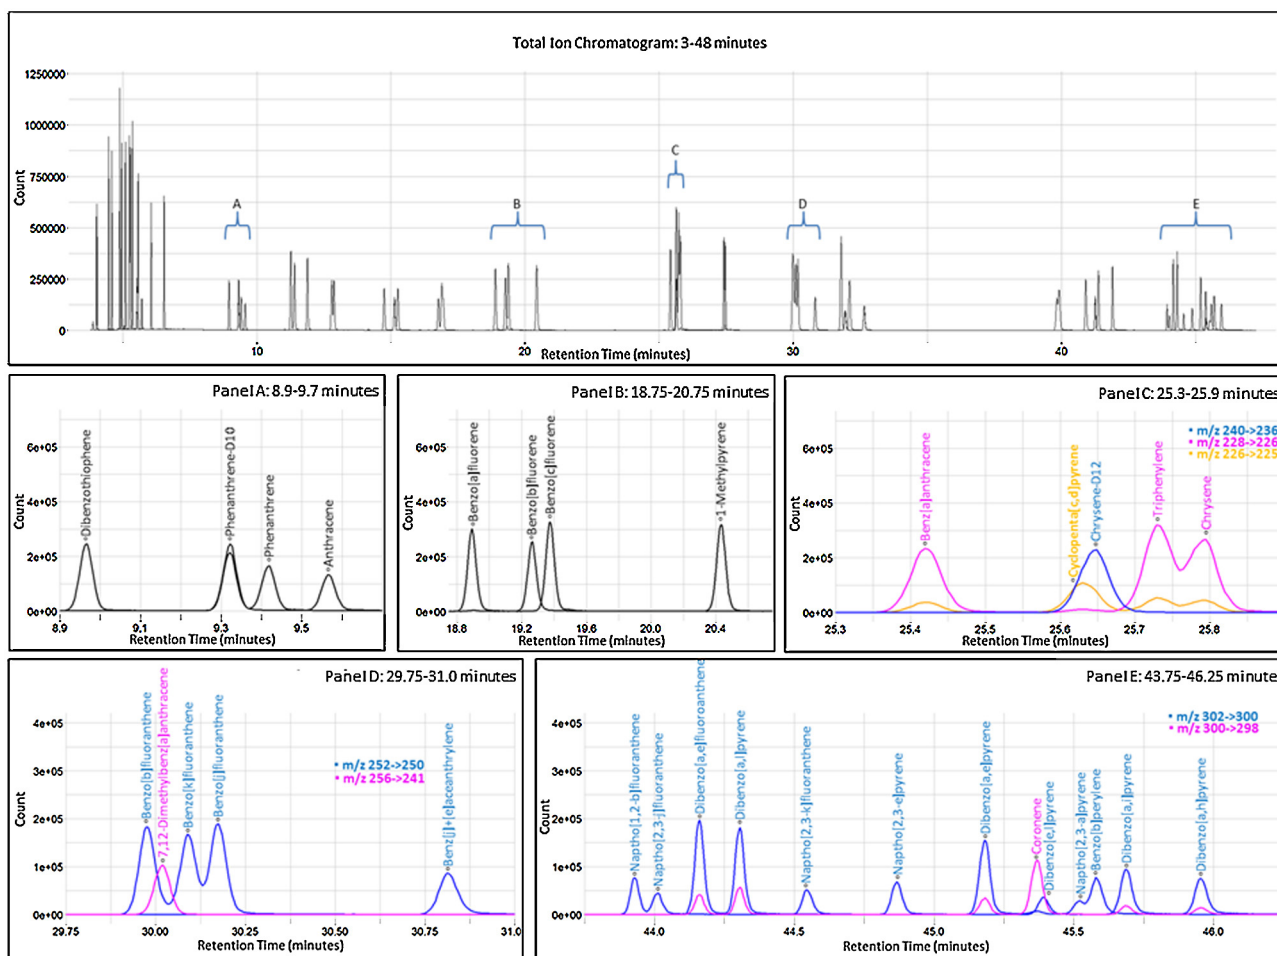 Total Ion Chromatogram: 3-48 minutes
1250000
1000000
750000
500000
250000
0
Count
A
B
C
D
E
10
20
30
40
Retention Time (minutes)
Panel A: 8.9-9.7 minutes
6e+05
4e+05
2e+05
0e+00
Count
Dibenzothiophene
Phenanthrene-D10
Phenanthrene
Anthracene
8.9
9.1
9.3
9.5
Retention Time (minutes)
Panel B: 18.75-20.75 minutes
6e+05
4e+05
2e+05
0e+00
Count
Benzo[a]fluorene
Benzo[b]fluorene
Benzo[c]fluorene
1-Methylpyrene
18.8
19.2
19.6
20.0
20.4
Retention Time (minutes)
Panel C: 25.3-25.9 minutes
m/z 240->236
m/z 228->226
m/z 226->225
6e+05
4e+05
2e+05
0e+00
Count
Benz[a]anthracene
Cyclopenta[c,d]pyrene
Chrysene-D12
Triphenylene
Chrysene
25.3
25.4
25.5
25.6
25.7
25.8
Retention Time (minutes)
Panel D: 29.75-31.0 minutes
m/z 252->250
m/z 256->241
4e+05
3e+05
2e+05
1e+05
0e+00
Count
Benzo[b]fluoranthene
7,12-Dimethylbenz[a]anthracene
Benzo[k]fluoranthene
Benzo[j]fluoranthene
Benz[j]+[e]aceanthrylene
29.75
30.00
30.25
30.50
30.75
31.0
Retention Time (minutes)
Panel E: 43.75-46.25 minute
m/z 302->300
m/z 300->298
4e+05
3e+05
2e+05
1e+05
0e+00
Count
Naptho[1,2-b]fluoranthene
Naptho[2,3-j]fluoranthene
Dibenzo[a,e]fluoroanthene
Dibenzo[a,l]pyrene
Naptho[2,3-k]fluoranthene
Naptho[2,3-e]pyrene
Dibenzo[a,e]pyrene
Coronene
Dibenzo[e,l]pyrene
Naptho[2,3-a]pyrene
Benzo[b]perylene
Dibenzo[a,i]pyrene
Dibenzo[a,h]pyrene
44.0
44.5
45.0
45.5
46.0
Retention Time (minutes)